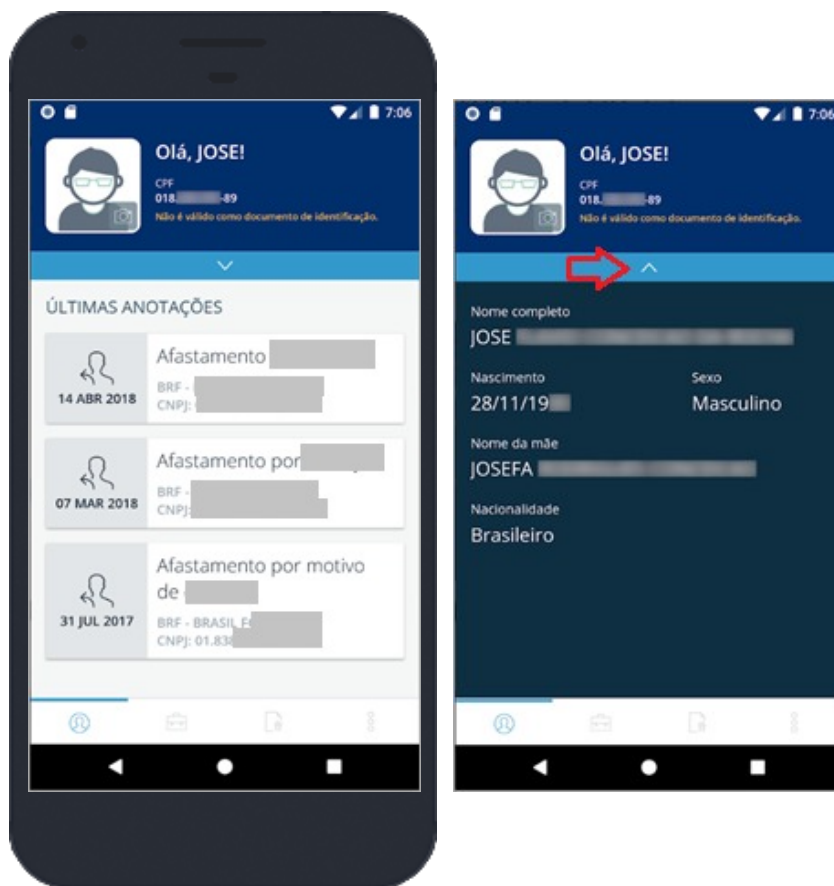 7:06
Olá, JOSE!
CPF
018. -89
Não é válido como documento de identificação.
ÚLTIMAS ANOTAÇÕES
Afastamento
BRF -
CNPJ:
14 ABR 2018
Afastamento por
BRF -
CNPJ:
07 MAR 2018
Afastamento por motivo
de
BRF - BRASIL
CNPJ: 01.83
31 JUL 2017
7:06
Olá, JOSE!
CPF
018. -89
Não é válido como documento de identificação.
Nome completo
JOSE
Nascimento Sexo
28/11/19 Masculino
Nome da mãe
JOSEFA
Nacionalidade
Brasileiro